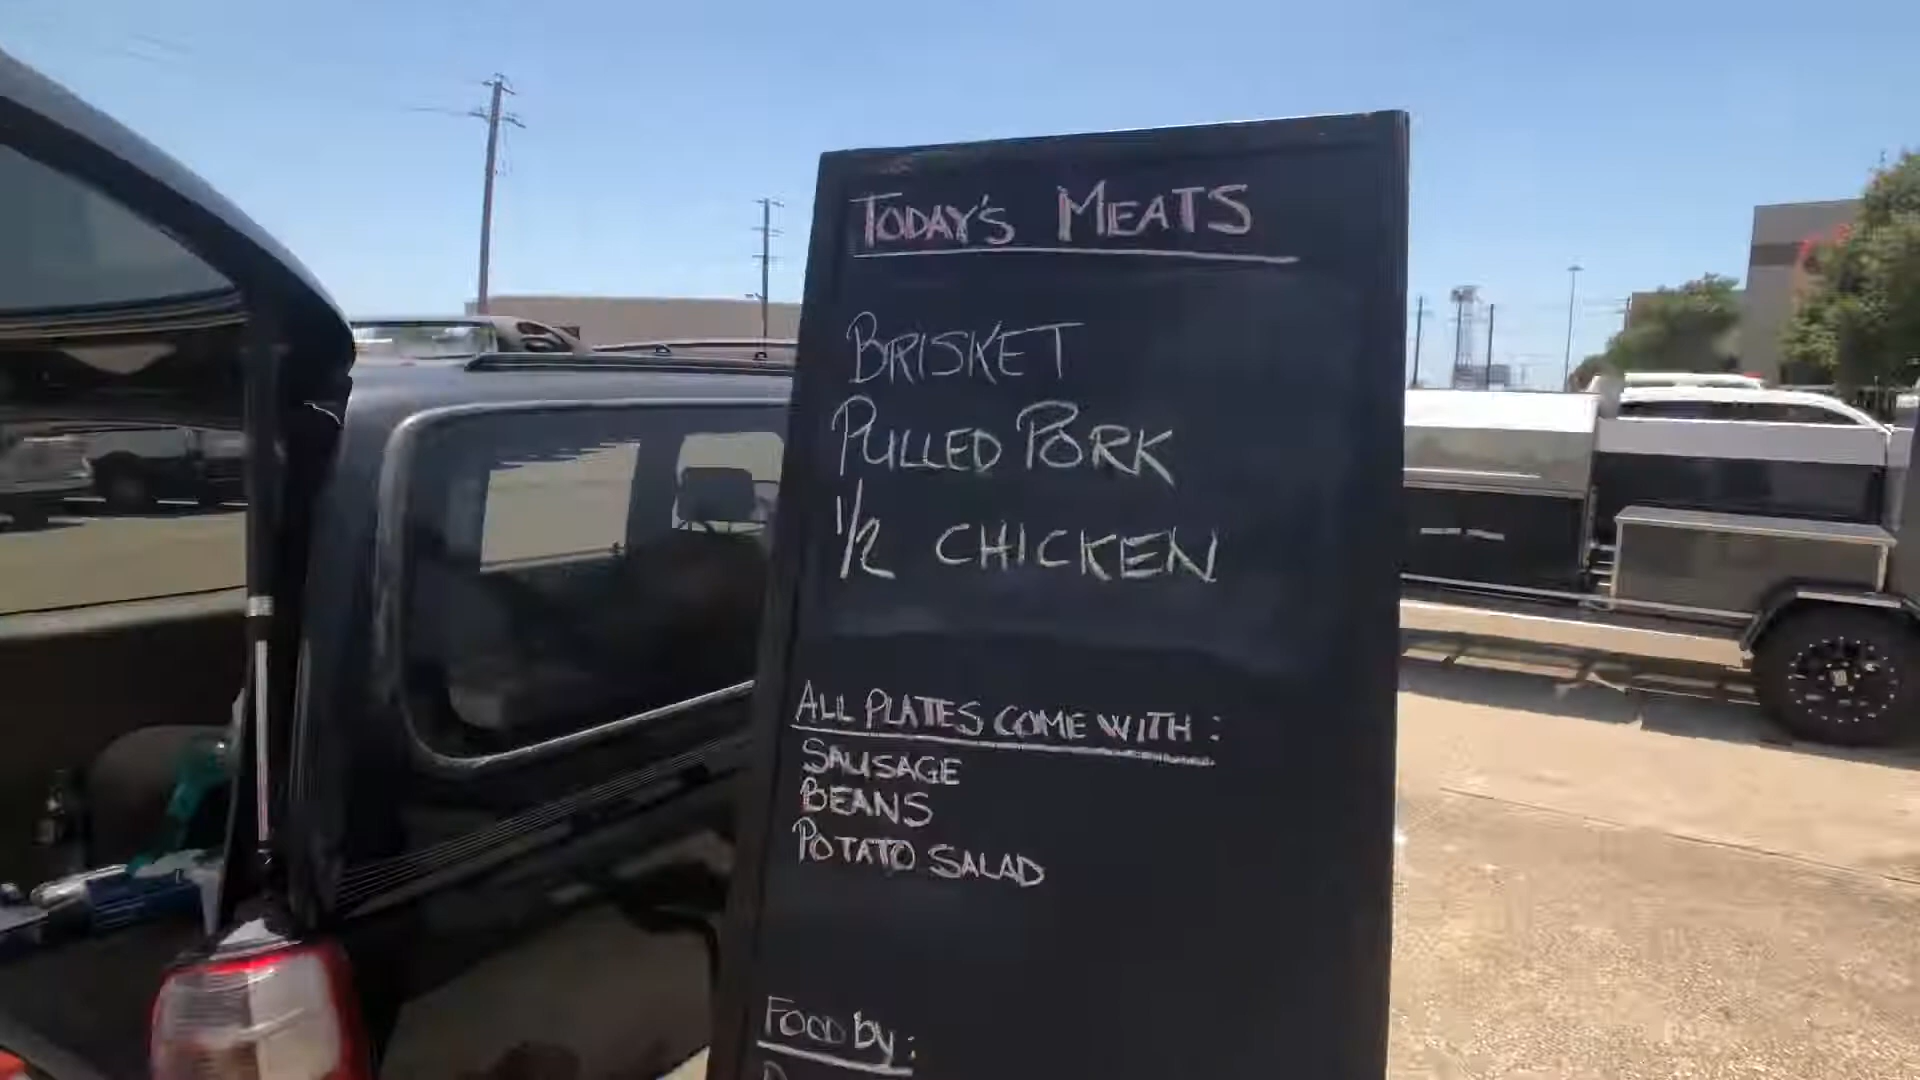 TODAY'S MEATS
BRISKET
PULLED PORK
1/2 CHICKEN
ALL PLATES COME WITH:
SAUSAGE
BEANS
POTATO SALAD
FOOD By: